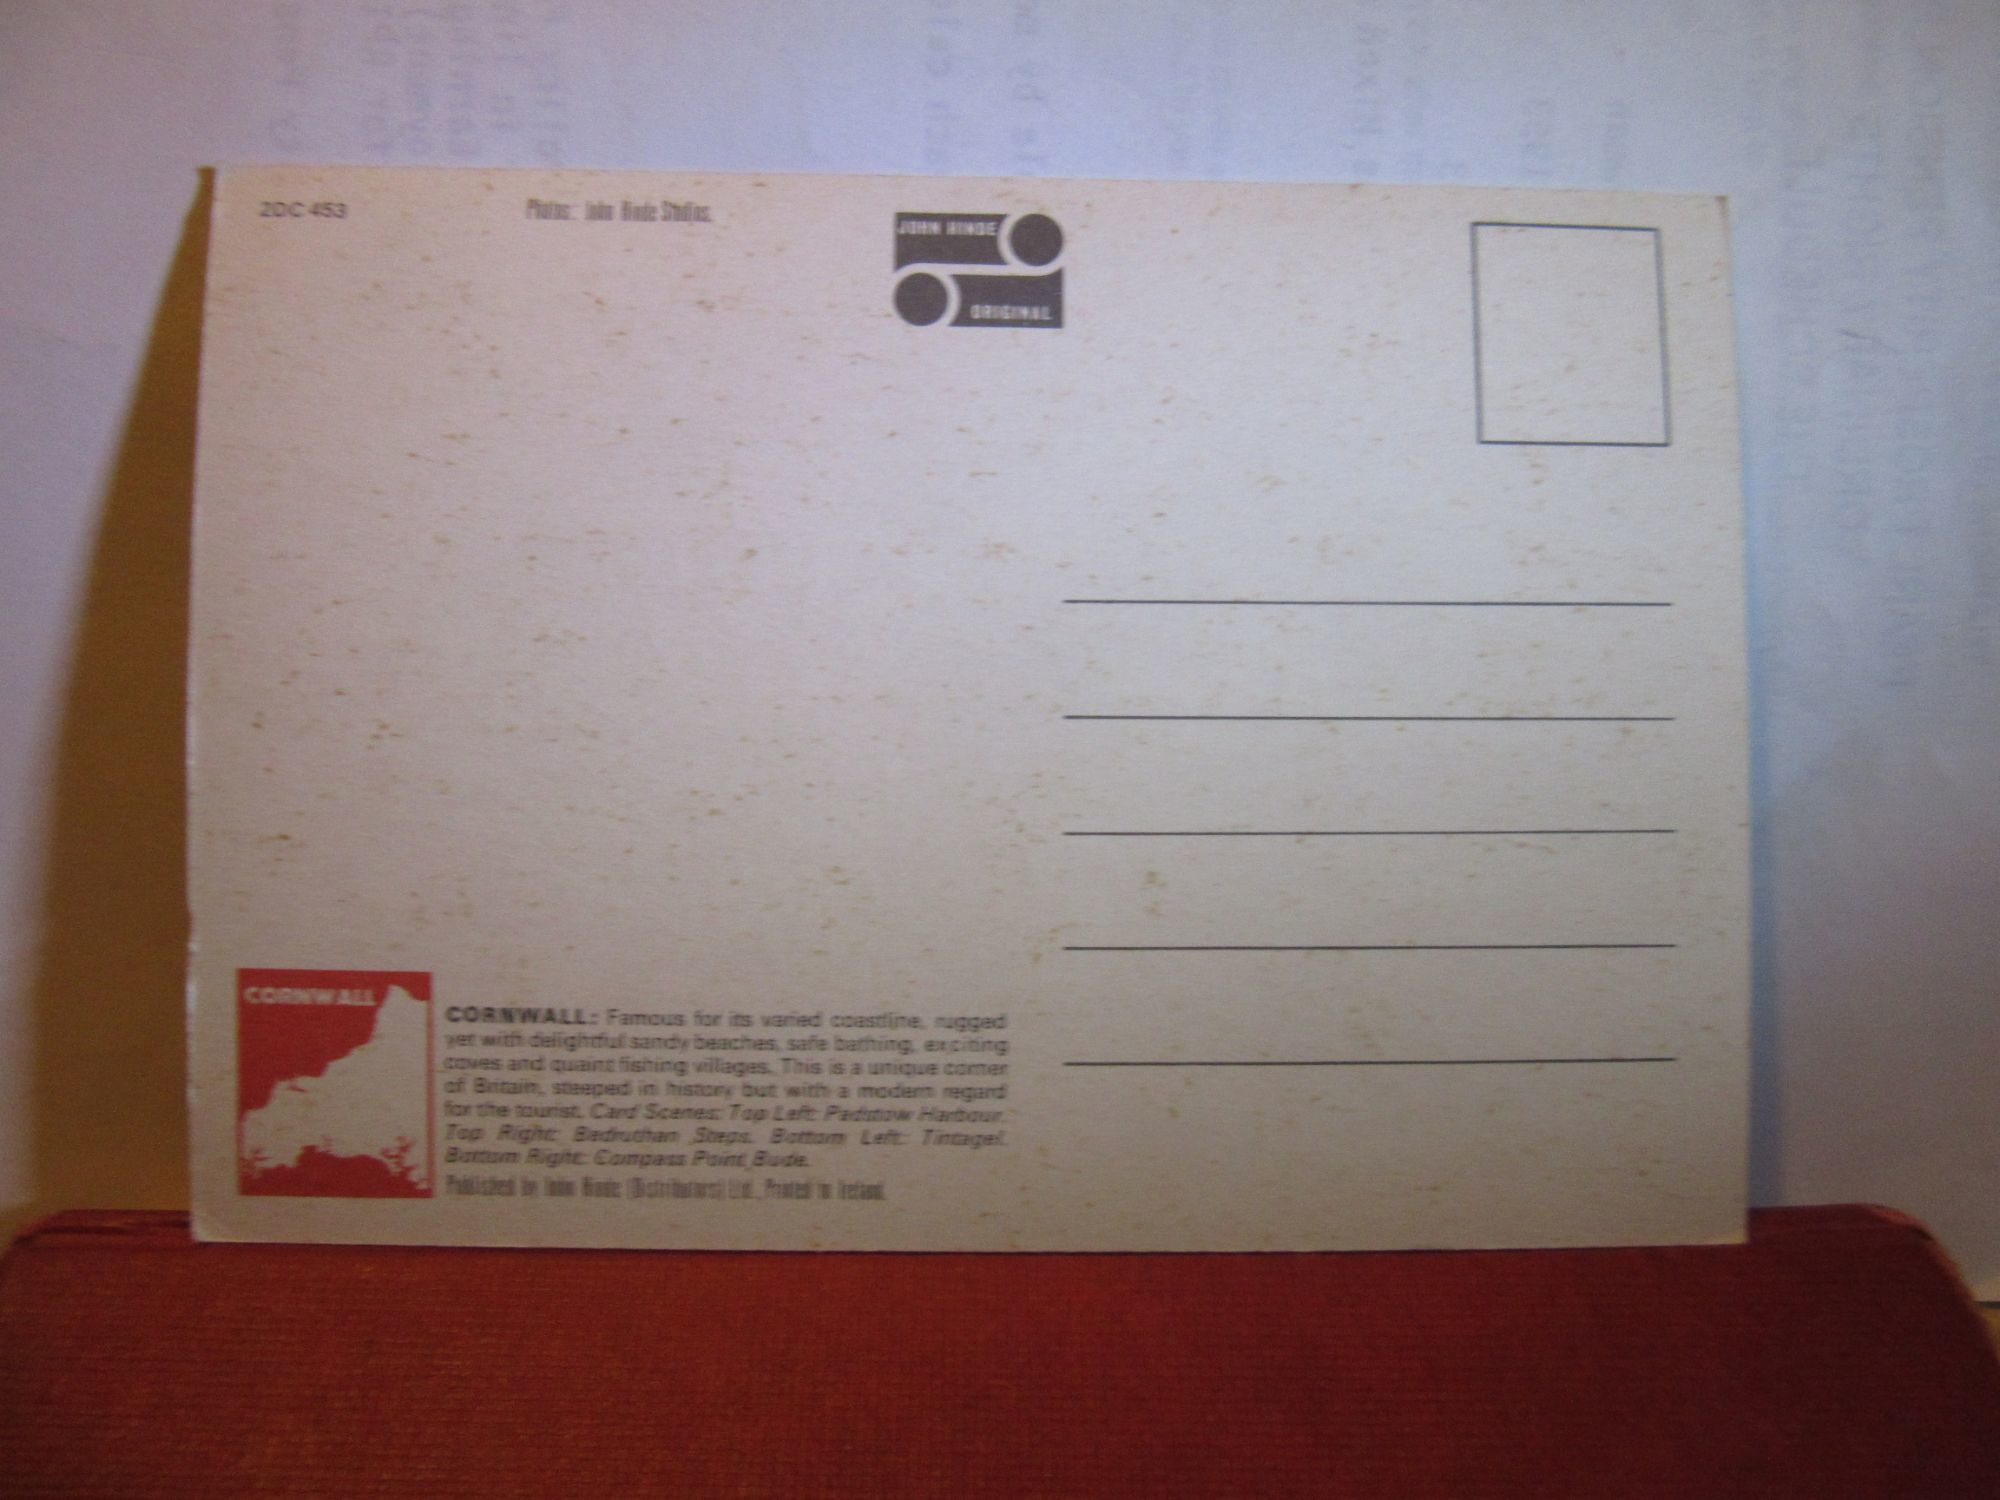 2DC 453
Photos: John Hinde Studios.
JOHN HINDE
ORIGINAL
CORNWALL
CORNWALL: Famous for its varied coastline, rugged
yet with delightful sandy beaches, safe bathing, exciting
coves and quaint fishing villages. This is a unique corner
of Britain, steeped in history but with a modern regard
for the tourist. Card Scenes: Top Left: Padstow Harbour.
Top Right: Bedruthan Steps. Bottom Left: Tintagel.
Bottom Right: Compass Point, Bude.
Published by John Hinde (Distributors) Ltd., Printed in Ireland.